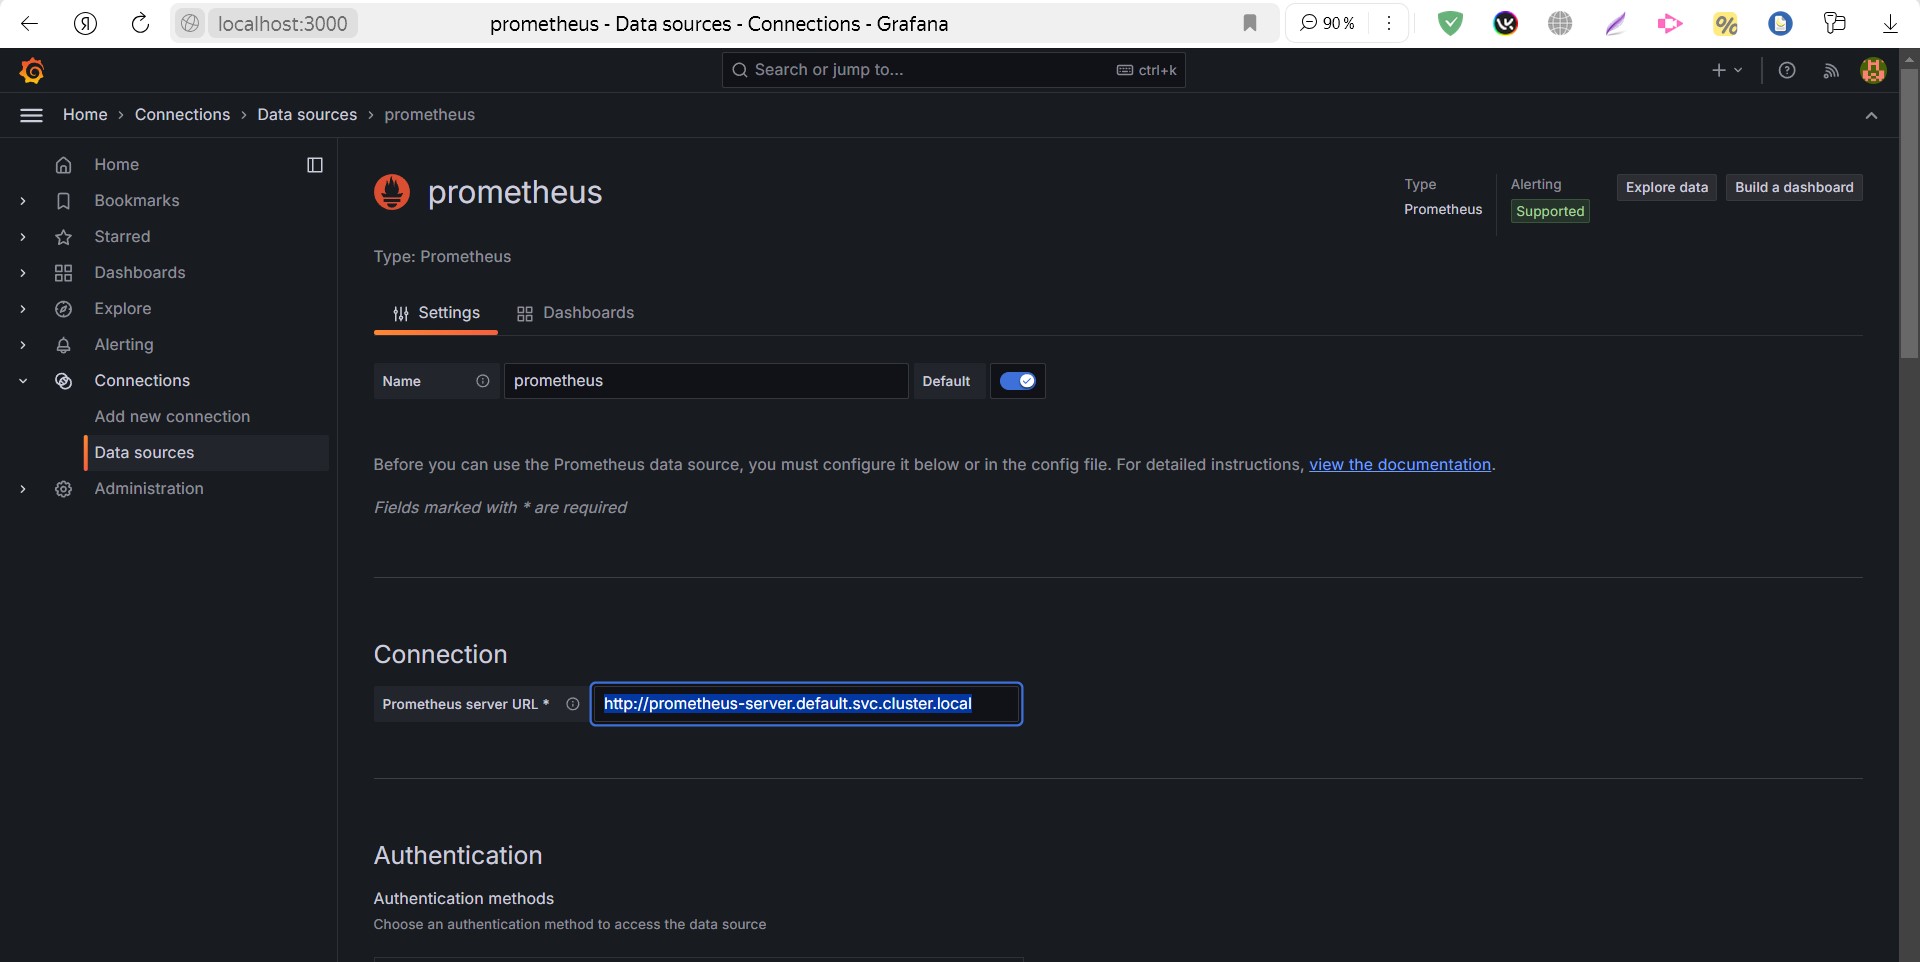 localhost:3000
prometheus - Data sources - Connections - Grafana
90%
Search or jump to...
ctrl+k
Home › Connections › Data sources › prometheus
Home
Bookmarks
Starred
Dashboards
Explore
Alerting
Connections
Add new connection
Data sources
Administration
prometheus
Type
Prometheus
Alerting
Supported
Explore data
Build a dashboard
Type: Prometheus
Settings
Dashboards
Name
prometheus
Default
Before you can use the Prometheus data source, you must configure it below or in the config file. For detailed instructions, view the documentation.
Fields marked with * are required
Connection
Prometheus server URL *
http://prometheus-server.default.svc.cluster.local
Authentication
Authentication methods
Choose an authentication method to access the data source